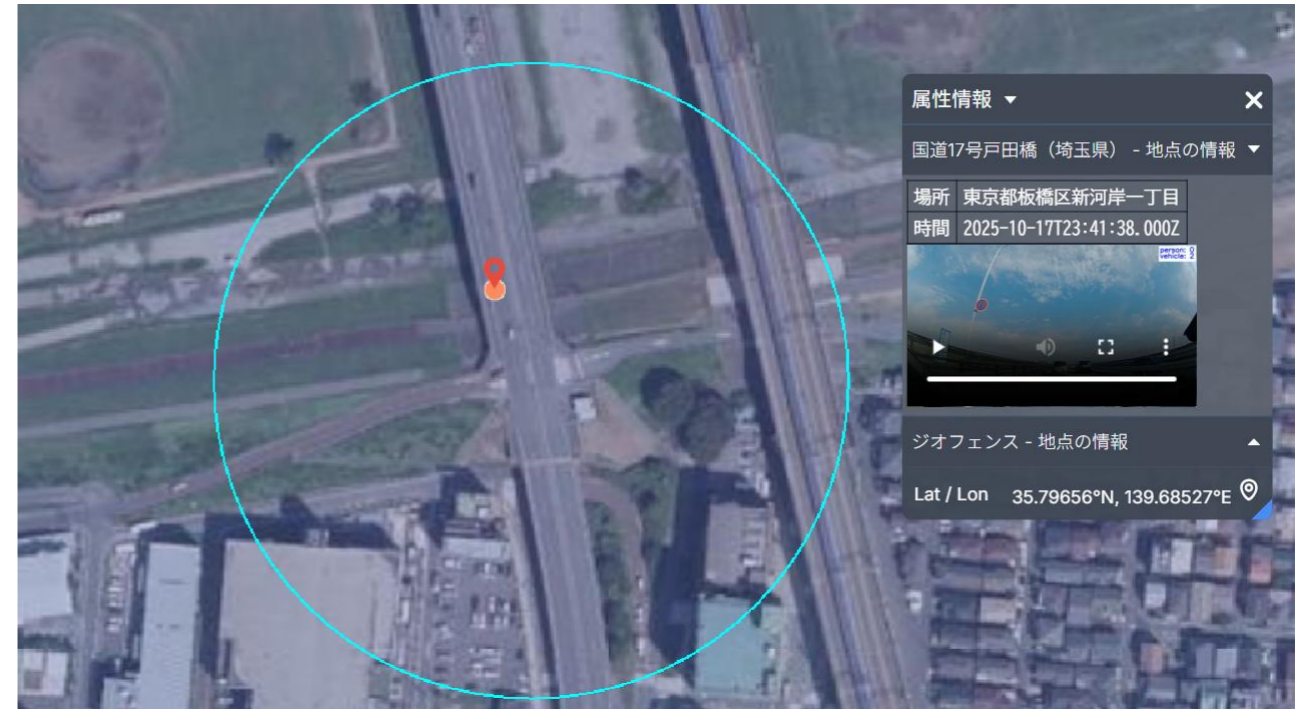 属性情報
国道17号戸田橋（埼玉県） - 地点の情報
場所 東京都板橋区新河岸一丁目
時間 2025-10-17T23:41:38.000Z
person: 0
vehicle: 2
ジオフェンス - 地点の情報
Lat / Lon 35.79656°N, 139.68527°E